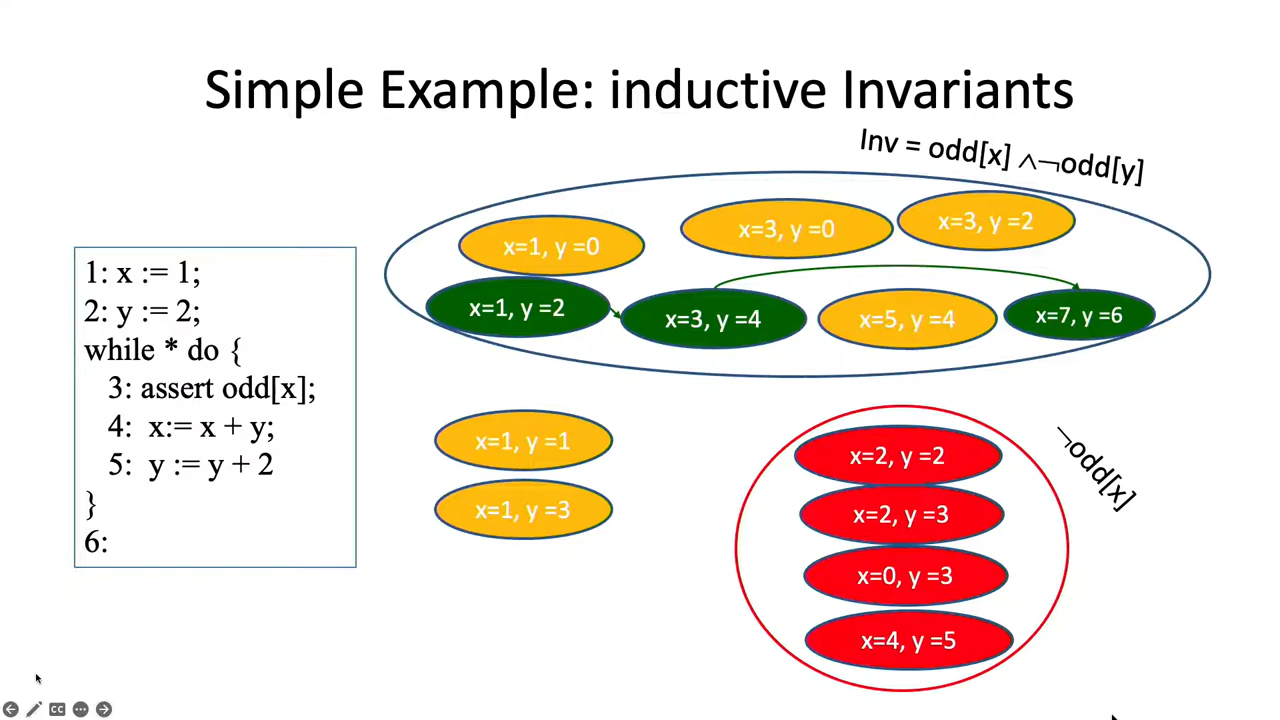 Simple Example: inductive Invariants
Inv = odd[x] ∧¬odd[y]
1: x := 1;
2: y := 2;
while * do {
3: assert odd[x];
4: x:= x + y;
5: y := y + 2
}
6:
x=1, y =0
x=3, y =0
x=3, y =2
x=1, y =2
x=3, y =4
x=5, y =4
x=7, y =6
x=1, y =1
x=1, y =3
¬odd[x]
x=2, y =2
x=2, y =3
x=0, y =3
x=4, y =5
CC